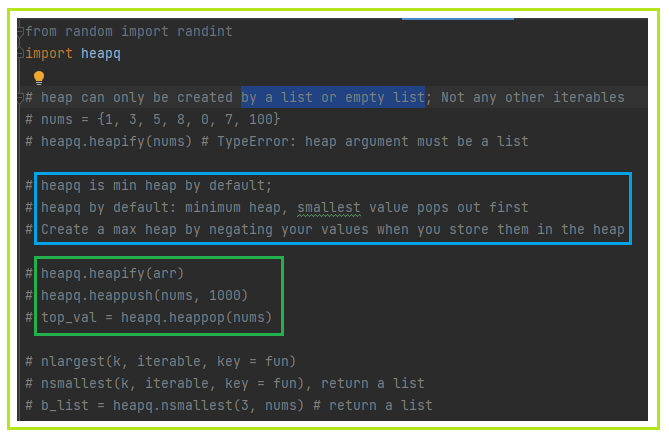 from random import randint
import heapq
# heap can only be created by a list or empty list; Not any other iterables
# nums = {1, 3, 5, 8, 0, 7, 100}
# heapq.heapify(nums) # TypeError: heap argument must be a list
# heapq is min heap by default;
# heapq by default: minimum heap, smallest value pops out first
# Create a max heap by negating your values when you store them in the heap
# heapq.heapify(arr)
# heapq.heappush(nums, 1000)
# top_val = heapq.heappop(nums)
# nlargest(k, iterable, key = fun)
# nsmallest(k, iterable, key = fun), return a list
# b_list = heapq.nsmallest(3, nums) # return a list